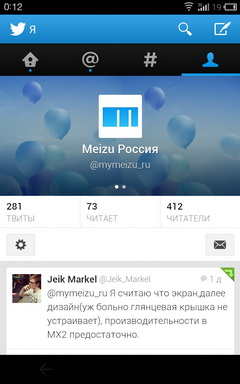 0:12
19
Я
@
#
Meizu Россия
@mymeizu_ru
281
ТВИТЫ
73
ЧИТАЕТ
412
ЧИТАТЕЛИ
Jeik Markel @Jeik_Markel
1 д
@mymeizu_ru Я считаю что экран,далее
дизайн(уж больно глянцевая крышка не
устраивает), производительности в
MX2 предостаточно.